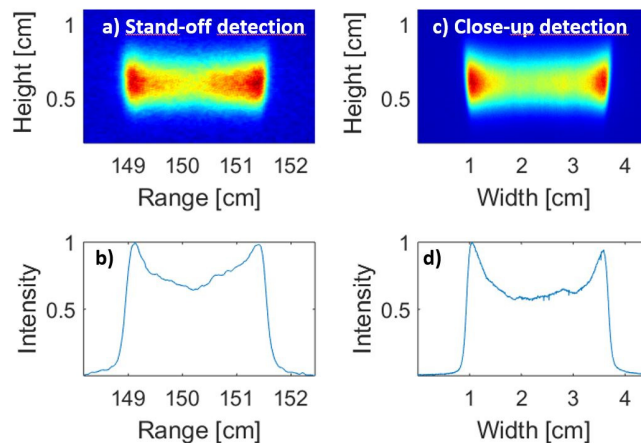 a) Stand-off detection
Height [cm]
1
0.5
149 150 151 152
Range [cm]
c) Close-up detection
Height [cm]
1
0.5
1 2 3 4
Width [cm]
b)
Intensity
1
0.5
149 150 151 152
Range [cm]
d)
Intensity
1
0.5
1 2 3 4
Width [cm]